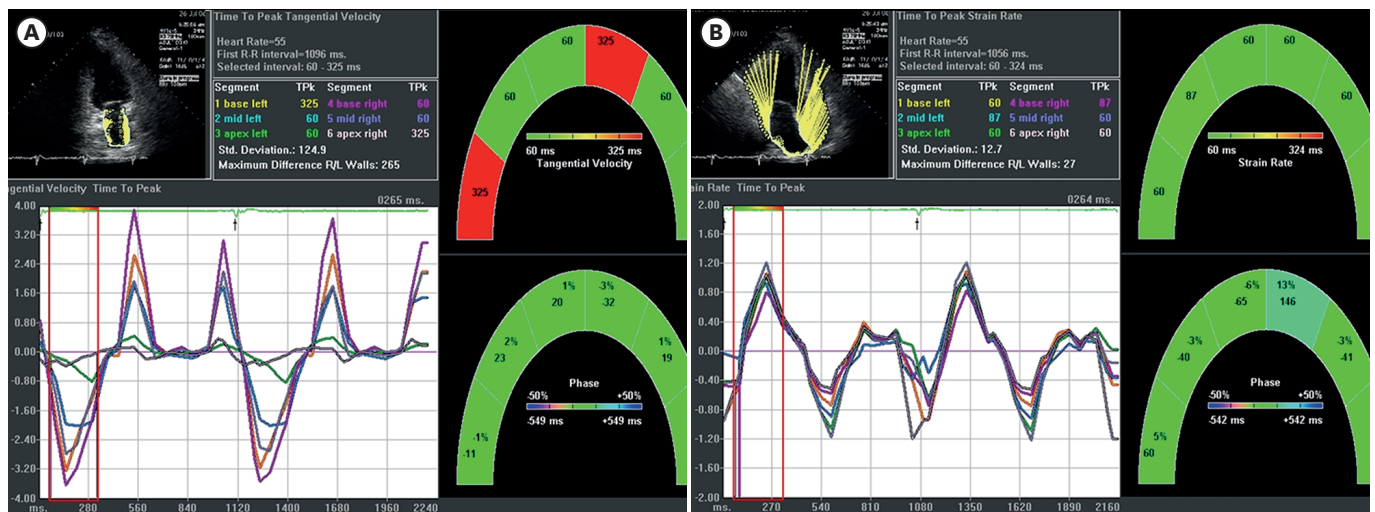 A
Time To Peak Tangential Velocity
Heart Rate=55
First R-R interval=1096 ms.
Selected interval: 60 - 325 ms
Segment TPk Segment TPk
1 base left 325 4 base right 60
2 mid left 60 5 mid right 60
3 apex left 60 6 apex right 325
Std. Deviation.: 124.9
Maximum Difference R/L Walls: 265
60 325
60 60
325
60 ms 325 ms
Tangential Velocity
ngential Velocity Time To Peak
0265 ms.
4.00
3.20
2.40
1.60
0.80
0.00
-0.80
-1.60
-2.40
-3.20
-4.00
ms. 280 560 840 1120 1400 1680 1960 2240
1% -3%
20 -32
2% 1%
23 19
-1%
-11
Phase
-50% +50%
-549 ms +549 ms
B
Time To Peak Strain Rate
Heart Rate=55
First R-R interval=1056 ms.
Selected interval: 60 - 324 ms
Segment TPk Segment TPk
1 base left 60 4 base right 87
2 mid left 87 5 mid right 60
3 apex left 60 6 apex right 60
Std. Deviation.: 12.7
Maximum Difference R/L Walls: 27
60 60
87 60
60
60 ms 324 ms
Strain Rate
ain Rate Time To Peak
0264 ms.
2.00
1.60
1.20
0.80
0.40
0.00
-0.40
-0.80
-1.20
-1.60
-2.00
ms. 270 540 810 1080 1350 1620 1890 2160
-6% 13%
-65 146
-3% -3%
-40 -41
5%
60
Phase
-50% +50%
-542 ms +542 ms